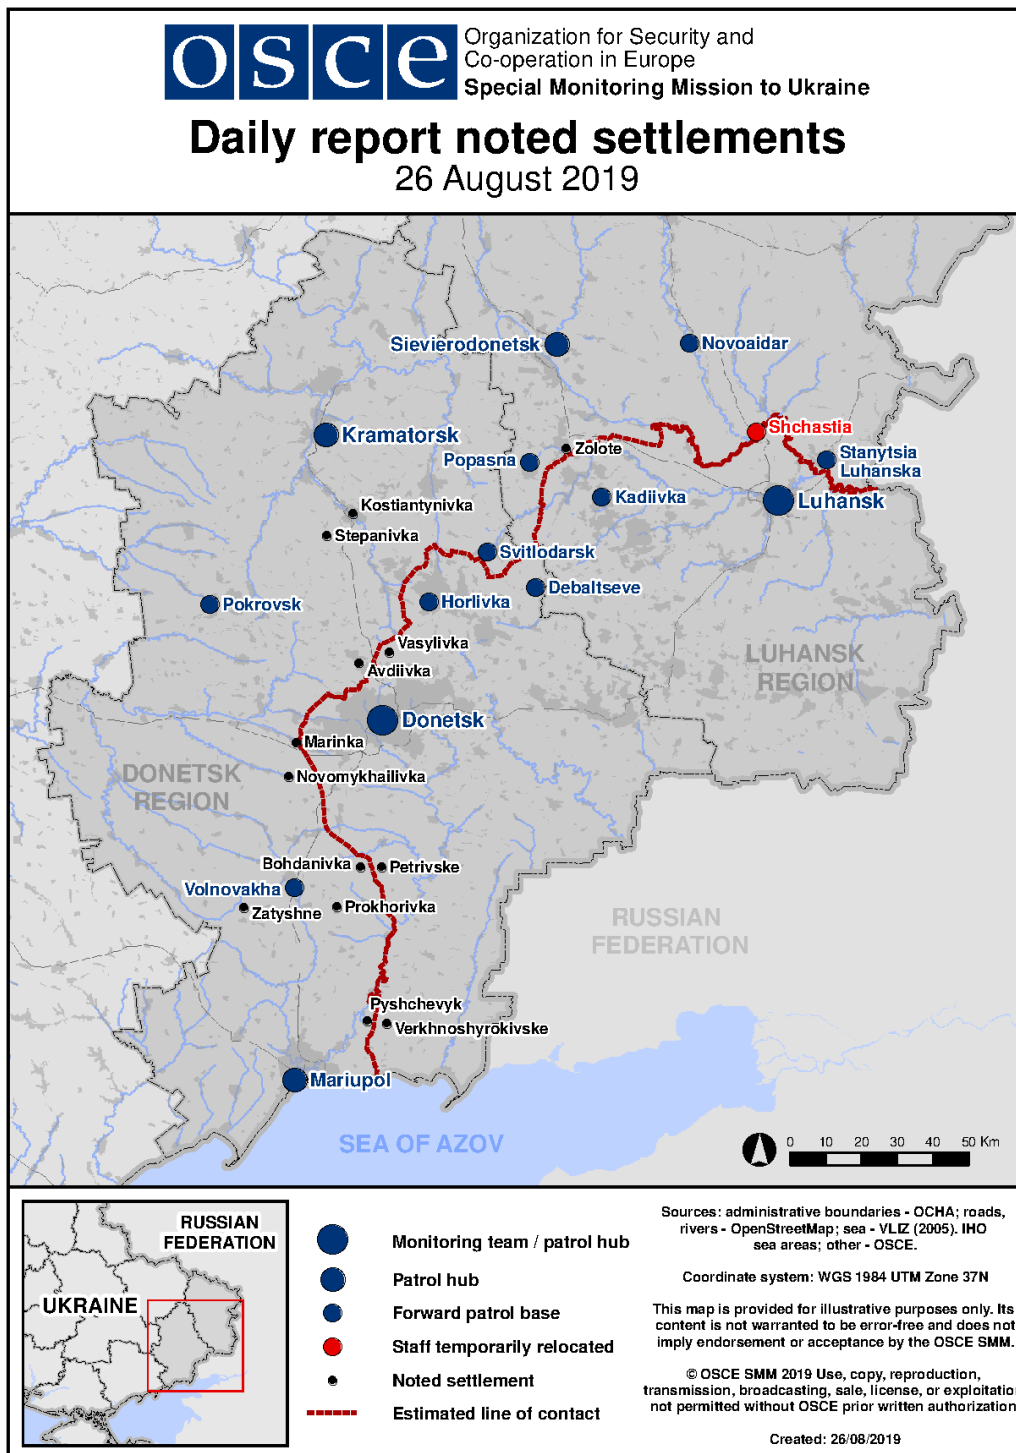 osce
Organization for Security and
Co-operation in Europe
Special Monitoring Mission to Ukraine
Daily report noted settlements
26 August 2019
Sievierodonetsk
Novoaidar
Kramatorsk
Shchastia
Popasna
Zolote
Stanytsia
Luhanska
Kadiivka
Luhansk
Kostiantynivka
Stepanivka
Svitlodarsk
Debaltseve
Pokrovsk
Horlivka
Vasylivka
Avdiivka
LUHANSK
REGION
Donetsk
Marinka
DONETSK
REGION
Novomykhailivka
Bohdanivka
Petrivske
Volnovakha
Zatyshne
Prokhorivka
RUSSIAN
FEDERATION
Pyshchevyk
Verkhnoshyrokivske
Mariupol
SEA OF AZOV
0 10 20 30 40 50 Km
RUSSIAN
FEDERATION
UKRAINE
Monitoring team / patrol hub
Patrol hub
Forward patrol base
Staff temporarily relocated
Noted settlement
Estimated line of contact
Sources: administrative boundaries - OCHA; roads,
rivers - OpenStreetMap; sea - VLIZ (2005). IHO
sea areas; other - OSCE.
Coordinate system: WGS 1984 UTM Zone 37N
This map is provided for illustrative purposes only. Its
content is not warranted to be error-free and does not
imply endorsement or acceptance by the OSCE SMM.
© OSCE SMM 2019 Use, copy, reproduction,
transmission, broadcasting, sale, license, or exploitation
not permitted without OSCE prior written authorization
Created: 26/08/2019